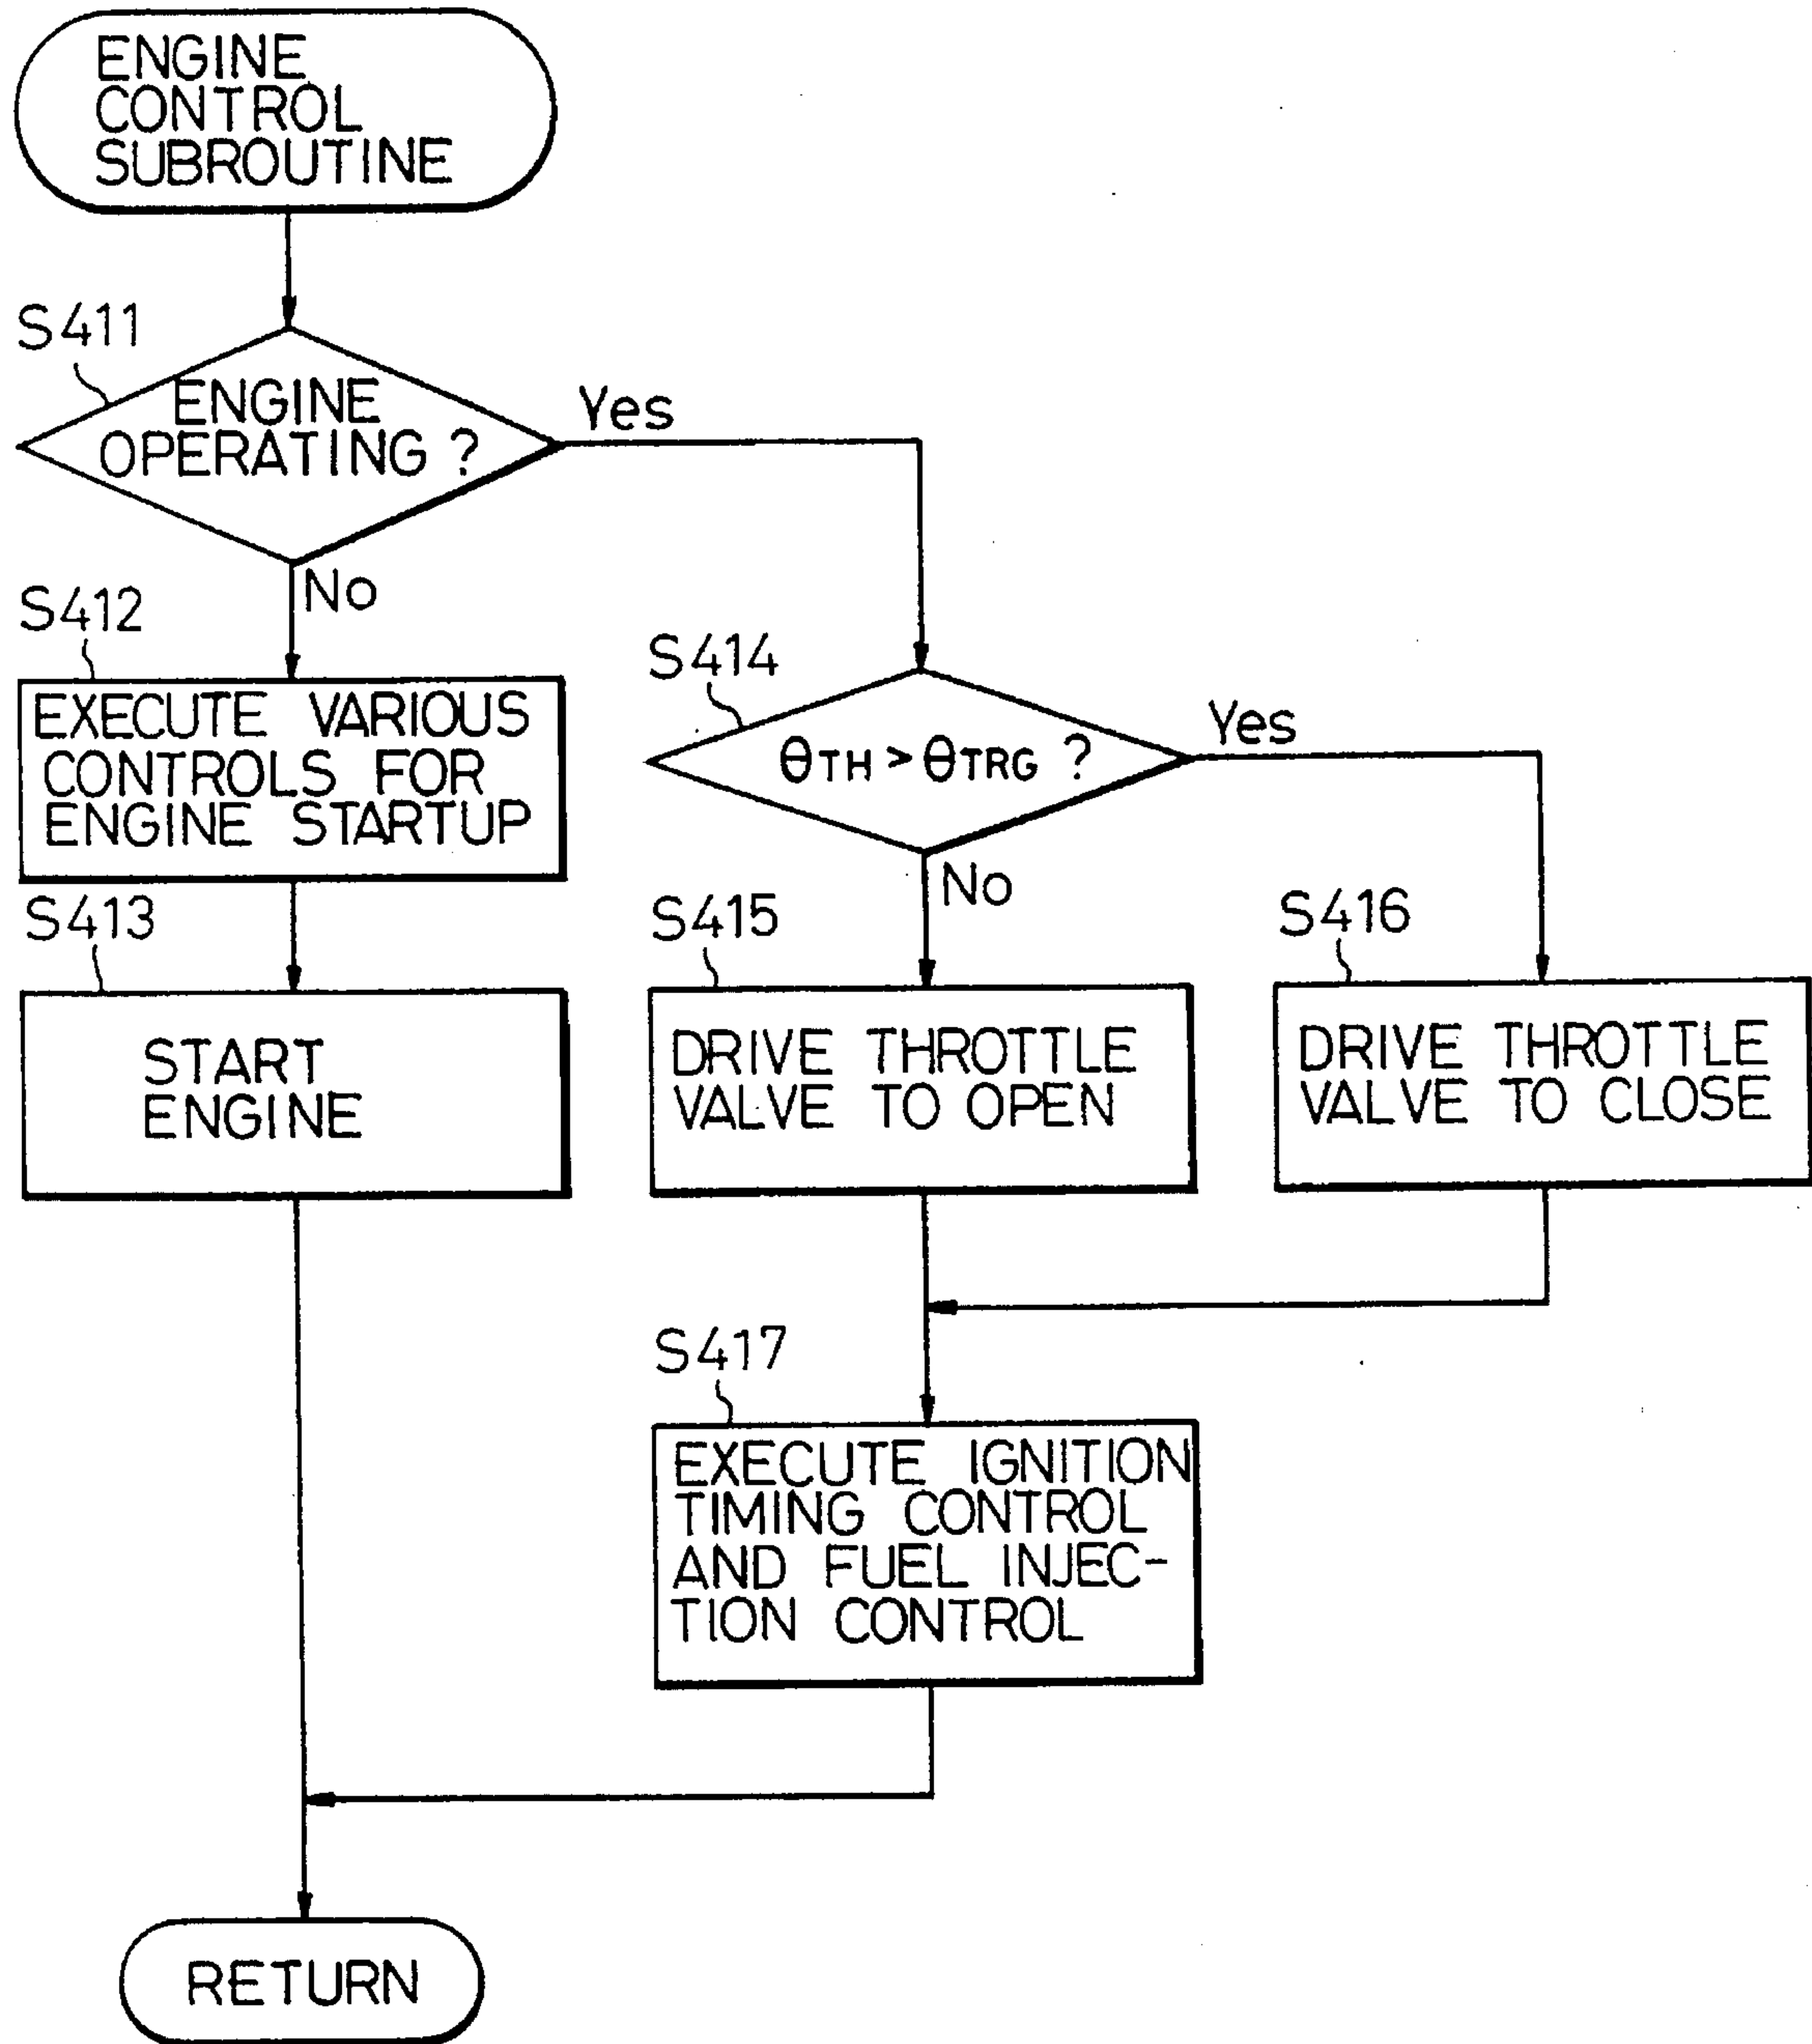 ENGINE
CONTROL
SUBROUTINE
S411
ENGINE
OPERATING ?
Yes
No
S412
EXECUTE VARIOUS
CONTROLS FOR
ENGINE STARTUP
S413
START
ENGINE
S414
θTH > θTRG ?
Yes
No
S415
DRIVE THROTTLE
VALVE TO OPEN
S416
DRIVE THROTTLE
VALVE TO CLOSE
S417
EXECUTE IGNITION
TIMING CONTROL
AND FUEL INJEC-
TION CONTROL
RETURN